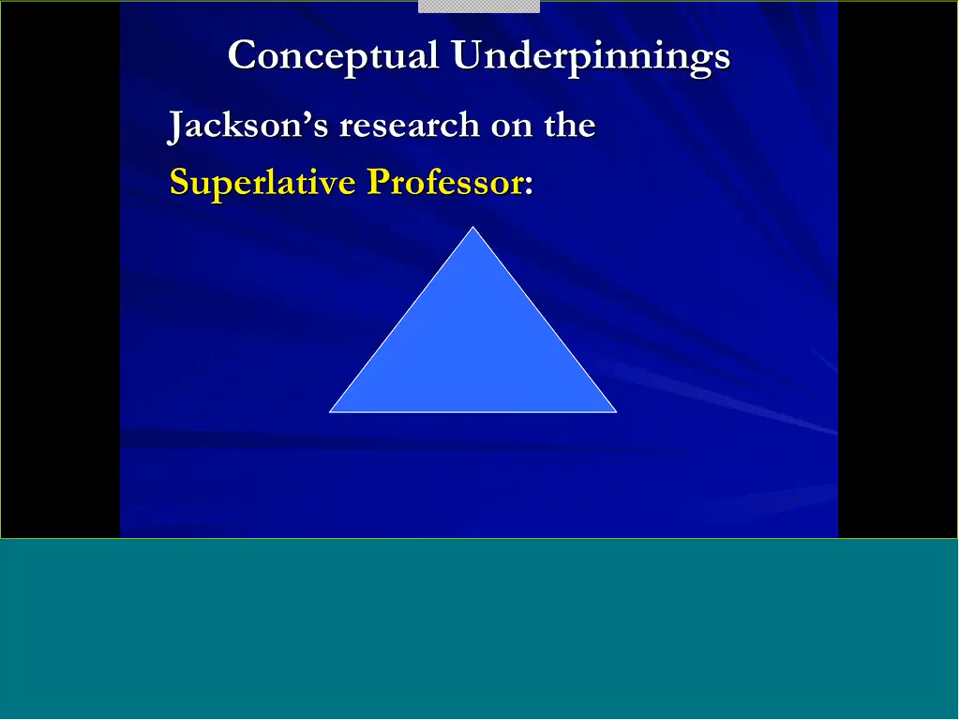 Conceptual Underpinnings
Jackson’s research on the
Superlative Professor: